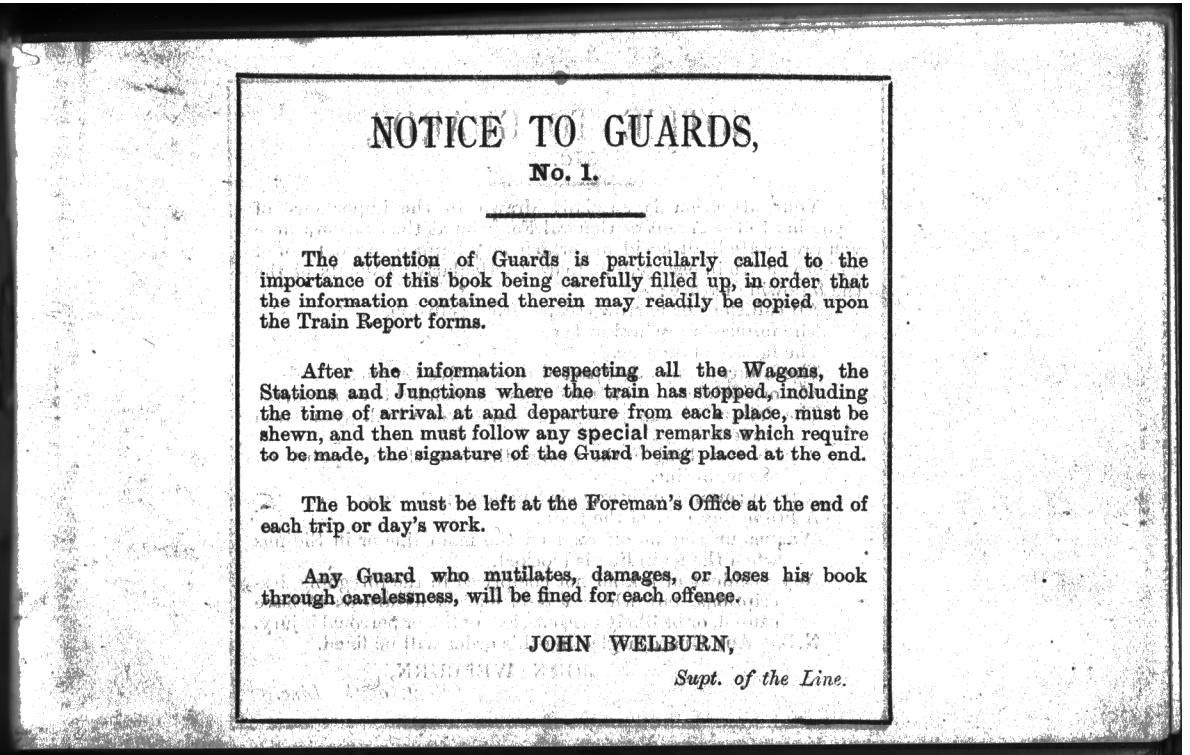 NOTICE TO GUARDS,
No. 1.
The attention of Guards is particularly called to the
importance of this book being carefully filled up, in order that
the information contained therein may readily be copied upon
the Train Report forms.
After the information respecting all the Wagons, the
Stations and Junctions where the train has stopped, including
the time of arrival at and departure from each place, must be
shewn, and then must follow any special remarks which require
to be made, the signature of the Guard being placed at the end.
The book must be left at the Foreman's Office at the end of
each trip or day's work.
Any Guard who mutilates, damages, or loses his book
through carelessness, will be fined for each offence.
JOHN WELBURN,
Supt. of the Line.